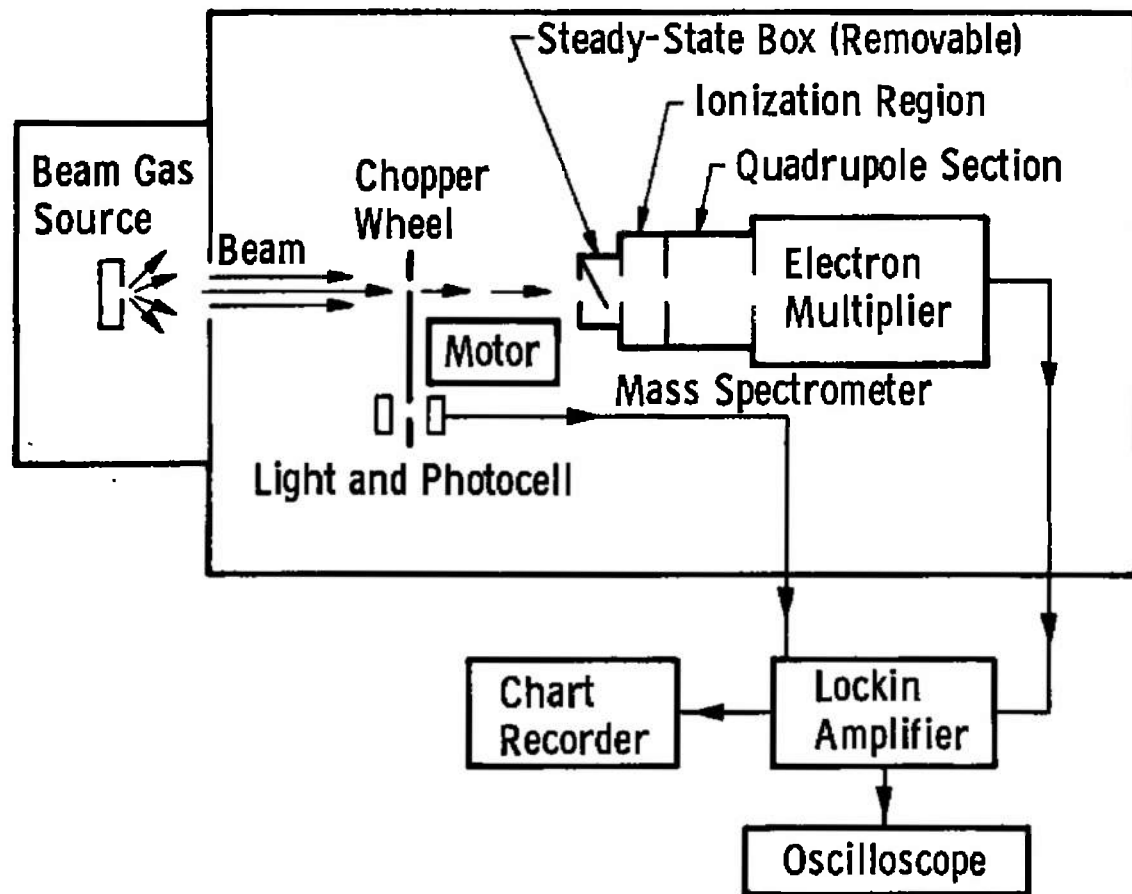 Steady-State Box (Removable)
Ionization Region
Quadrupole Section
Beam Gas
Source
Chopper
Wheel
Beam
Electron
Multiplier
Motor
Mass Spectrometer
Light and Photocell
Chart
Recorder
Lockin
Amplifier
Oscilloscope